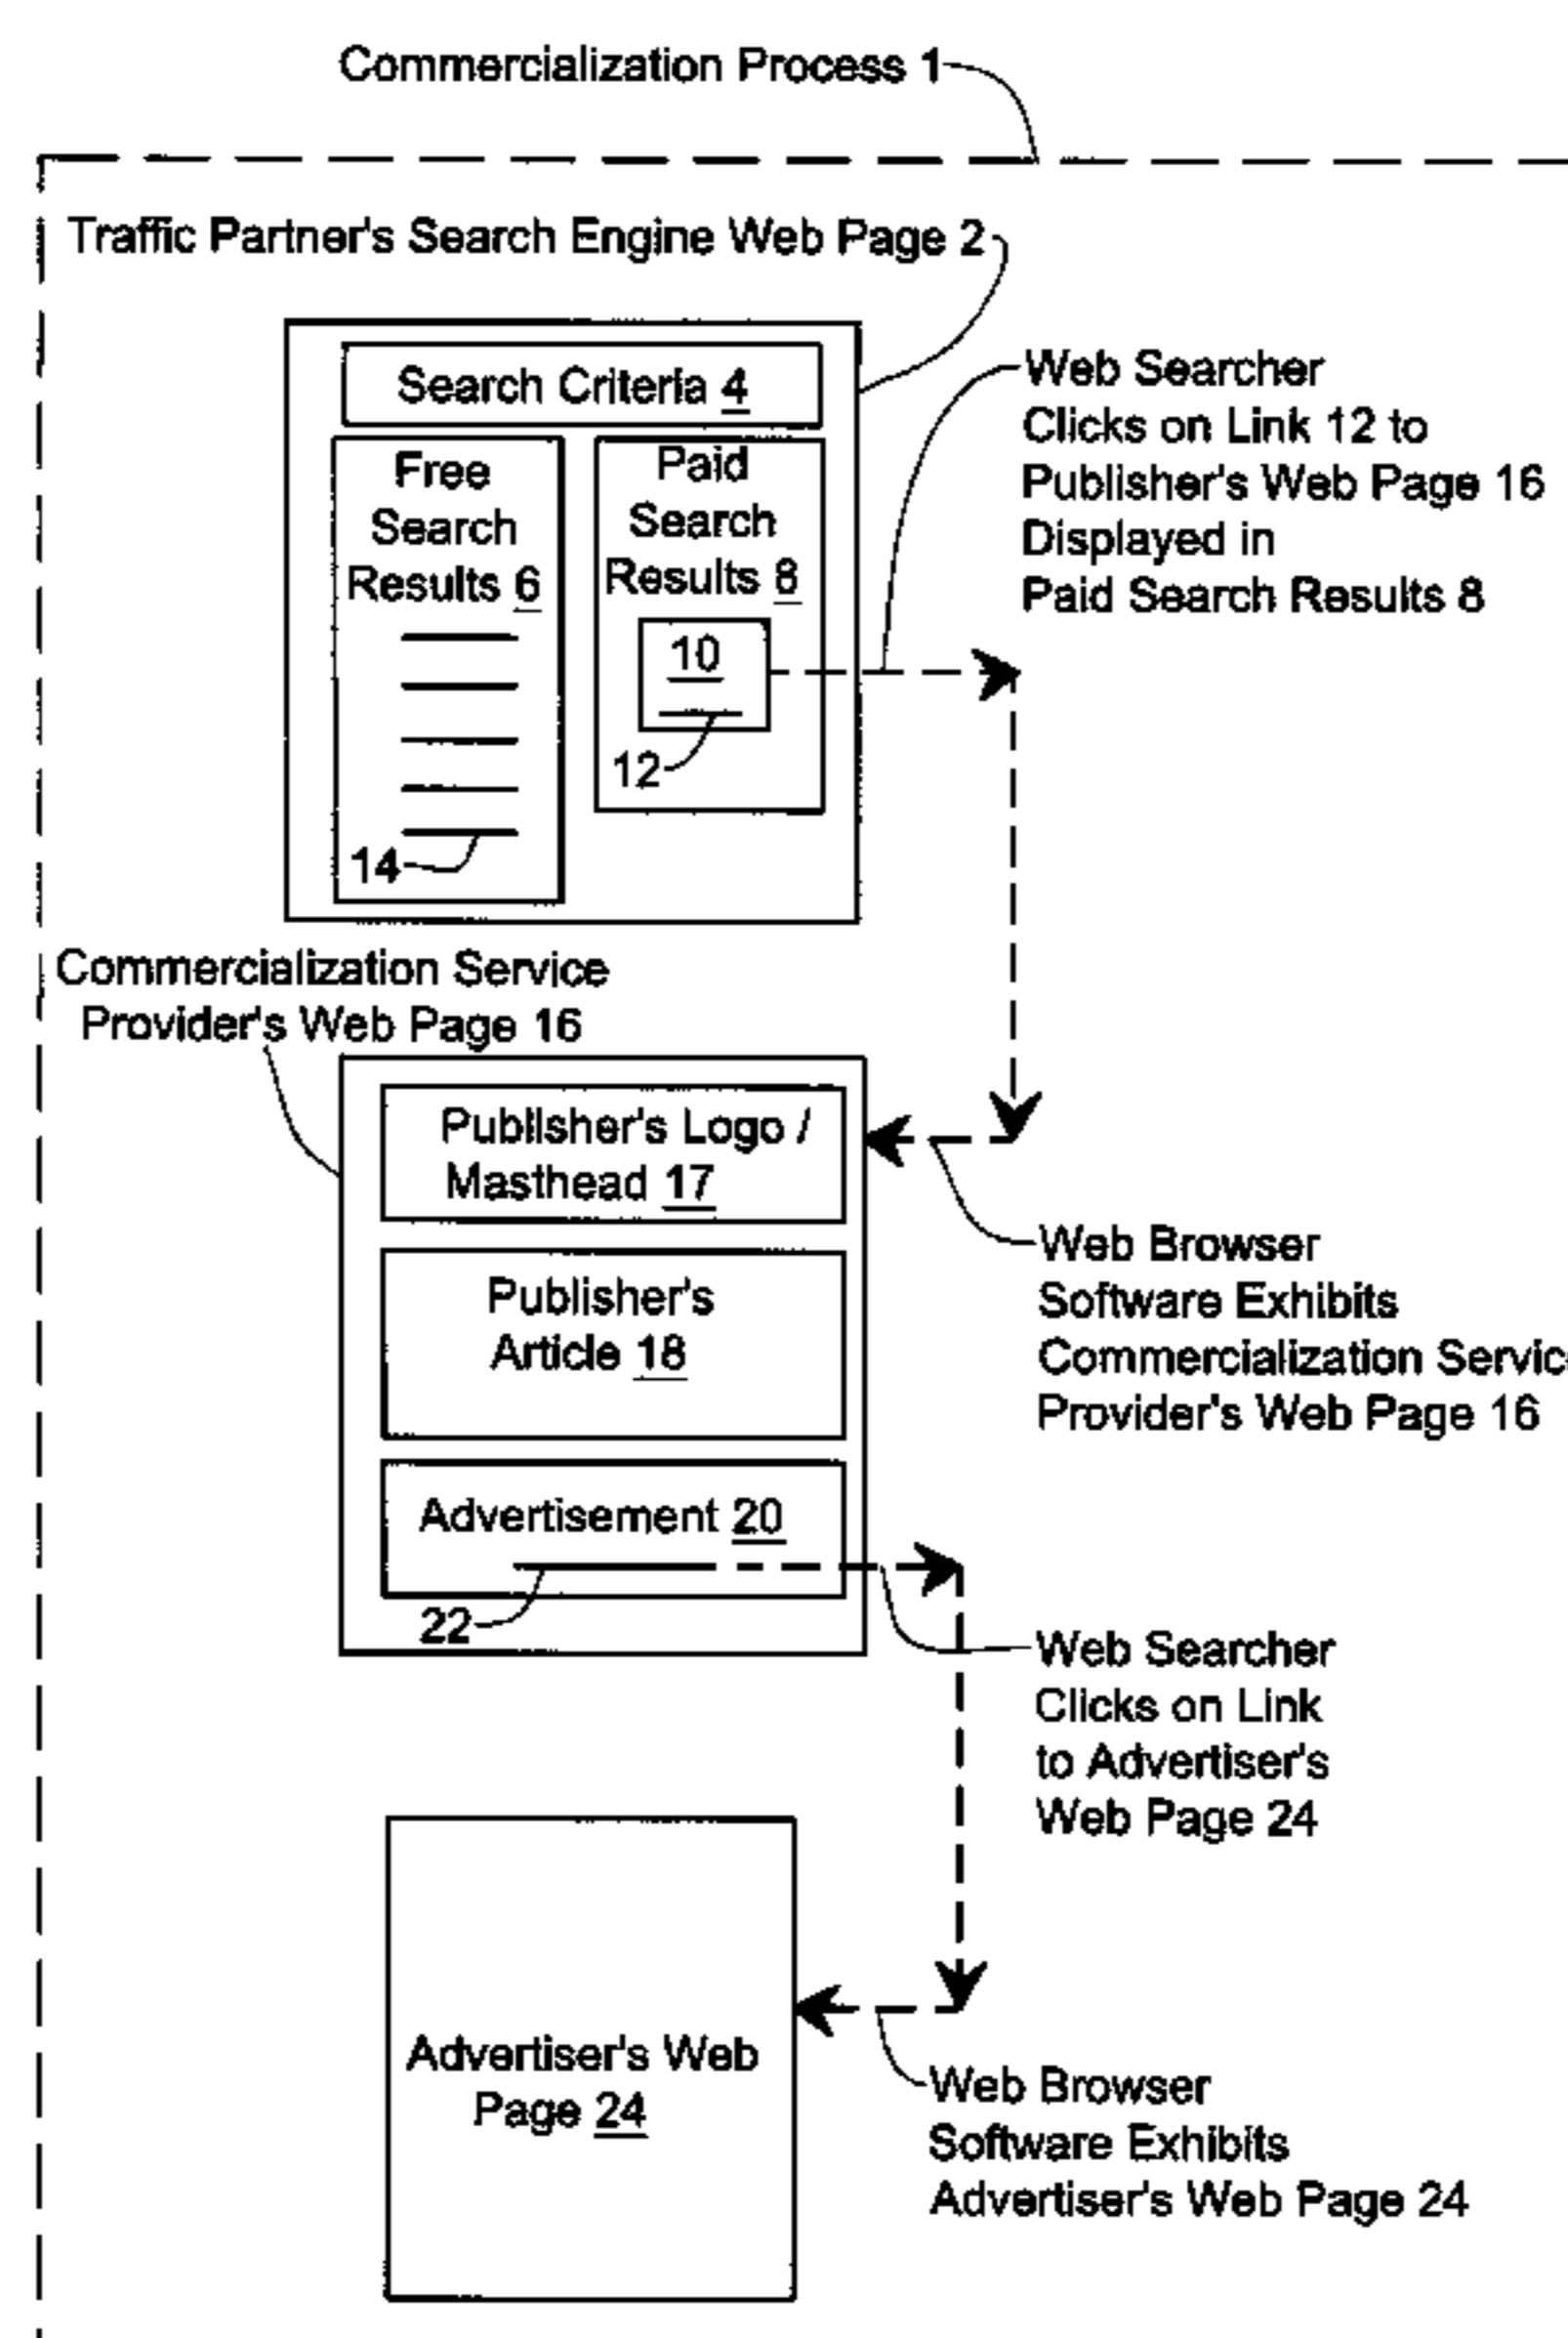 Commercialization Process 1
Traffic Partner's Search Engine Web Page 2
Search Criteria 4
Free
Search
Results 6
14
Paid
Search
Results 8
10
12
Web Searcher
Clicks on Link 12 to
Publisher's Web Page 16
Displayed in
Paid Search Results 8
Commercialization Service
Provider's Web Page 16
Publisher's Logo /
Masthead 17
Publisher's
Article 18
Advertisement 20
22
Web Browser
Software Exhibits
Commercialization Servic
Provider's Web Page 16
Web Searcher
Clicks on Link
to Advertiser's
Web Page 24
Advertiser's Web
Page 24
Web Browser
Software Exhibits
Advertiser's Web Page 24